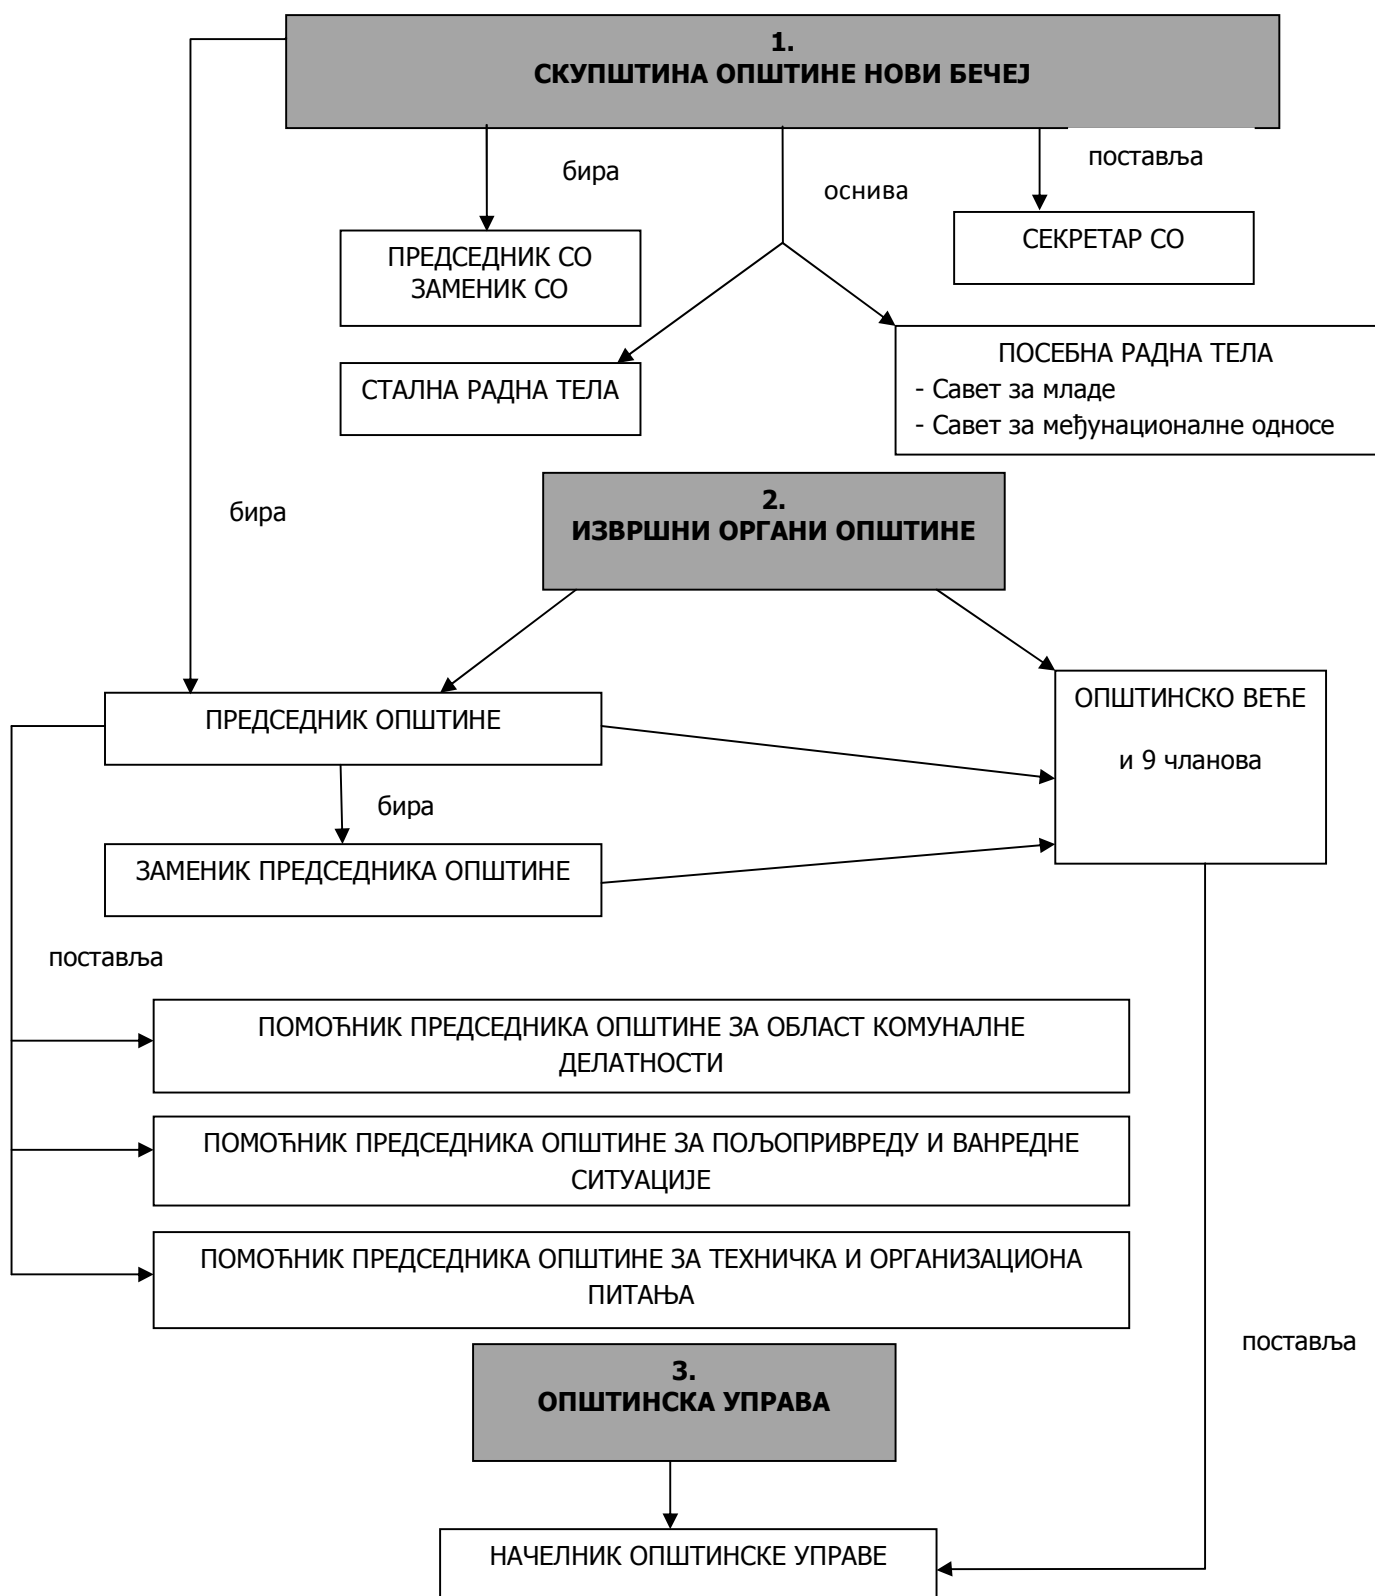 1.
СКУПШТИНА ОПШТИНЕ НОВИ БЕЧЕЈ
бира
оснива
поставља
ПРЕДСЕДНИК СО
ЗАМЕНИК СО
СЕКРЕТАР СО
СТАЛНА РАДНА ТЕЛА
ПОСЕБНА РАДНА ТЕЛА
- Савет за младе
- Савет за међунационалне односе
бира
2.
ИЗВРШНИ ОРГАНИ ОПШТИНЕ
ПРЕДСЕДНИК ОПШТИНЕ
ОПШТИНСКО ВЕЋЕ
и 9 чланова
бира
ЗАМЕНИК ПРЕДСЕДНИКА ОПШТИНЕ
поставља
ПОМОЋНИК ПРЕДСЕДНИКА ОПШТИНЕ ЗА ОБЛАСТ КОМУНАЛНЕ
ДЕЛАТНОСТИ
ПОМОЋНИК ПРЕДСЕДНИКА ОПШТИНЕ ЗА ПОЉОПРИВРЕДУ И ВАНРЕДНЕ
СИТУАЦИЈЕ
ПОМОЋНИК ПРЕДСЕДНИКА ОПШТИНЕ ЗА ТЕХНИЧКА И ОРГАНИЗАЦИОНА
ПИТАЊА
поставља
3.
ОПШТИНСКА УПРАВА
НАЧЕЛНИК ОПШТИНСКЕ УПРАВЕ